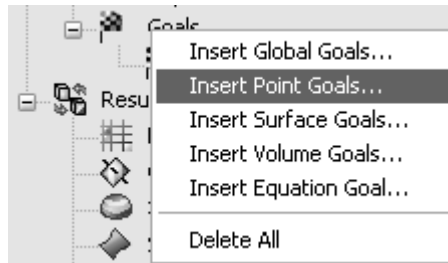 Goals
Insert Global Goals...
Insert Point Goals...
Resu
Insert Surface Goals...
Insert Volume Goals...
Insert Equation Goal...
Delete All